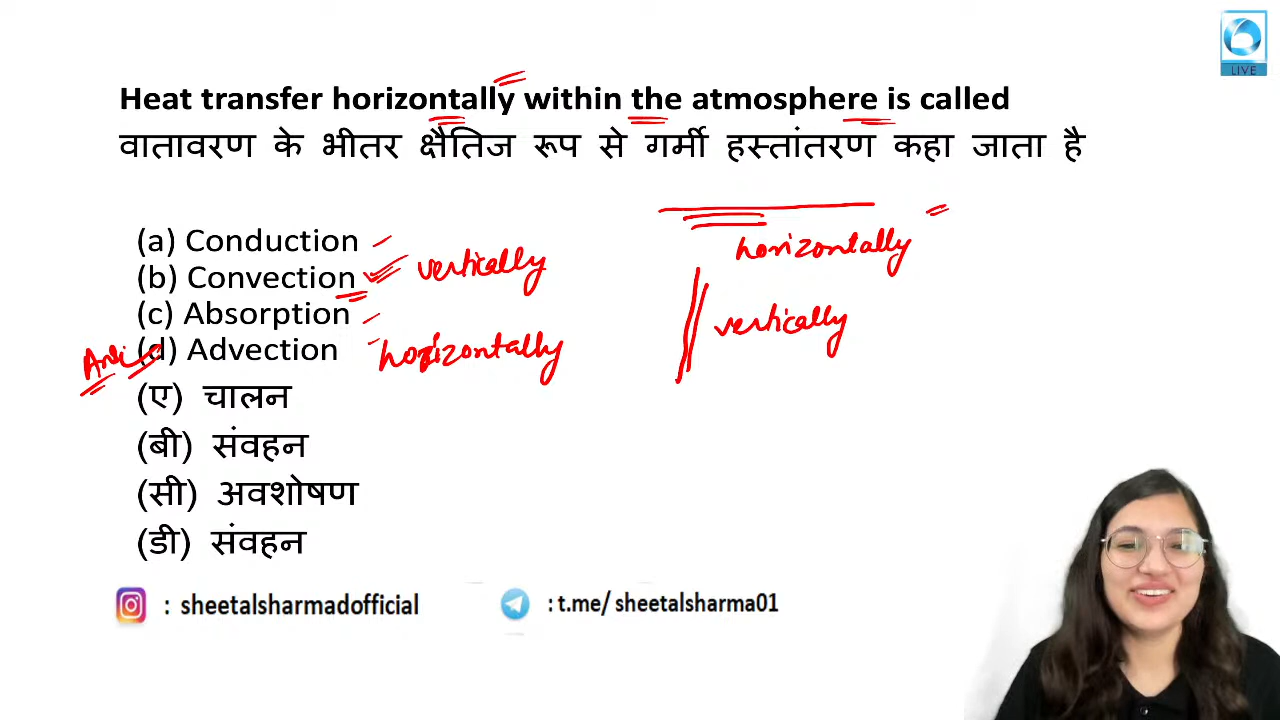 LIVE
Heat transfer horizontally within the atmosphere is called
वातावरण के भीतर क्षैतिज रूप से गर्मी हस्तांतरण कहा जाता है
horizontally
(a) Conduction
(b) Convection vertically
(c) Absorption
vertically
Ans (d) Advection horizontally
(ए) चालन
(बी) संवहन
(सी) अवशोषण
(डी) संवहन
: sheetalsharmadofficial
: t.me/ sheetalsharma01